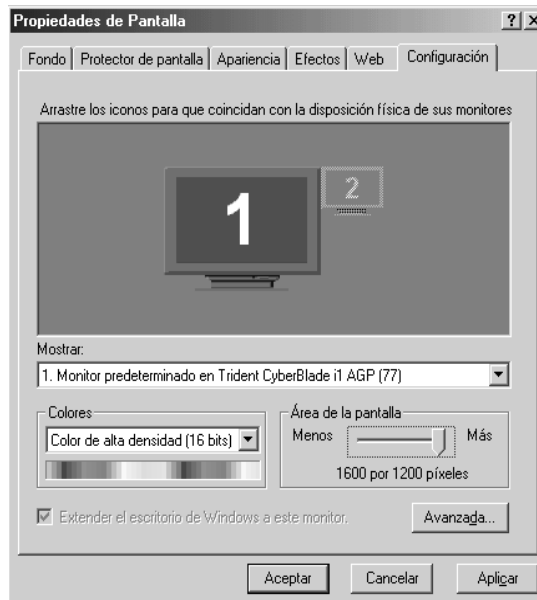 Propiedades de Pantalla
Fondo Protector de pantalla Apariencia Efectos Web Configuración
Arrastre los iconos para que coincidan con la disposición física de sus monitores
1 2
Mostrar:
1. Monitor predeterminado en Trident CyberBlade i1 AGP (77)
Colores Área de la pantalla
Color de alta densidad (16 bits) Menos Más
1600 por 1200 píxeles
Extender el escritorio de Windows a este monitor. Avanzada...
Aceptar Cancelar Aplicar